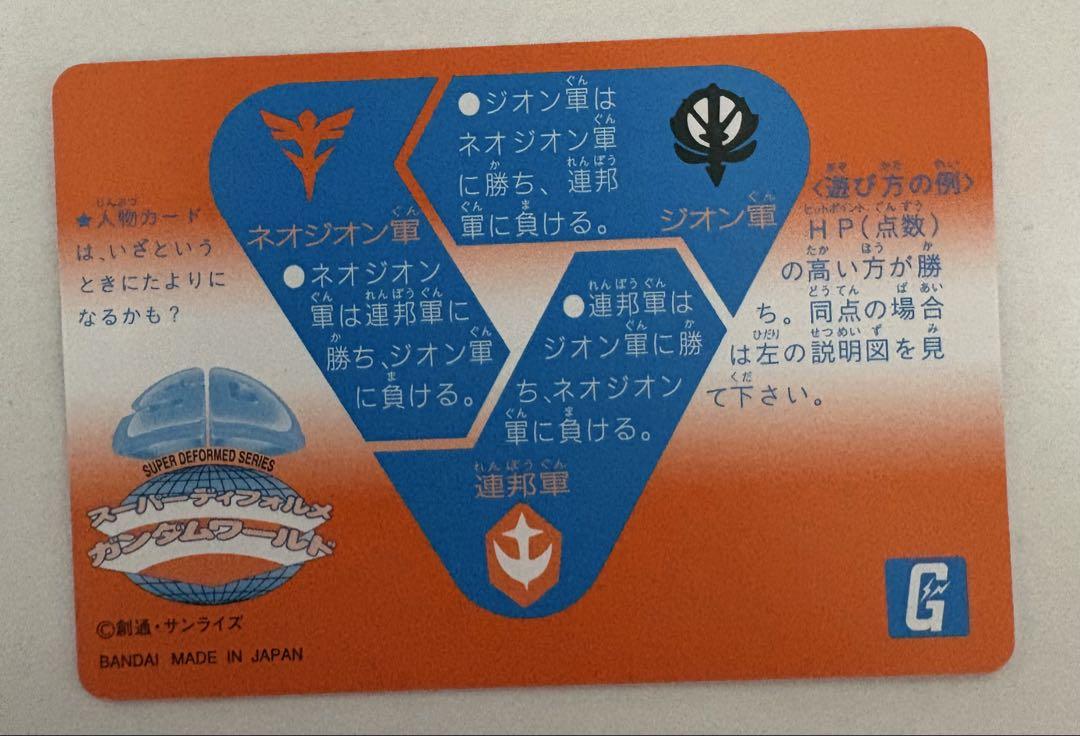 ●ジオン軍は
ネオジオン軍
に勝ち、連邦
軍に負ける。
ネオジオン軍
ジオン軍
●ネオジオン
軍は連邦軍に
勝ち、ジオン軍
に負ける。
●連邦軍は
ジオン軍に勝
ち、ネオジオン
軍に負ける。
連邦軍
★人物カード
は、いざという
ときにたよりに
なるかも？
〈遊び方の例〉
HP(点数)
の高い方が勝
ち。同点の場合
は左の説明図を見
て下さい。
SUPER DEFORMED SERIES
スーパーディフォルメ
ガンダムワールド
©創通・サンライズ
BANDAI MADE IN JAPAN
G